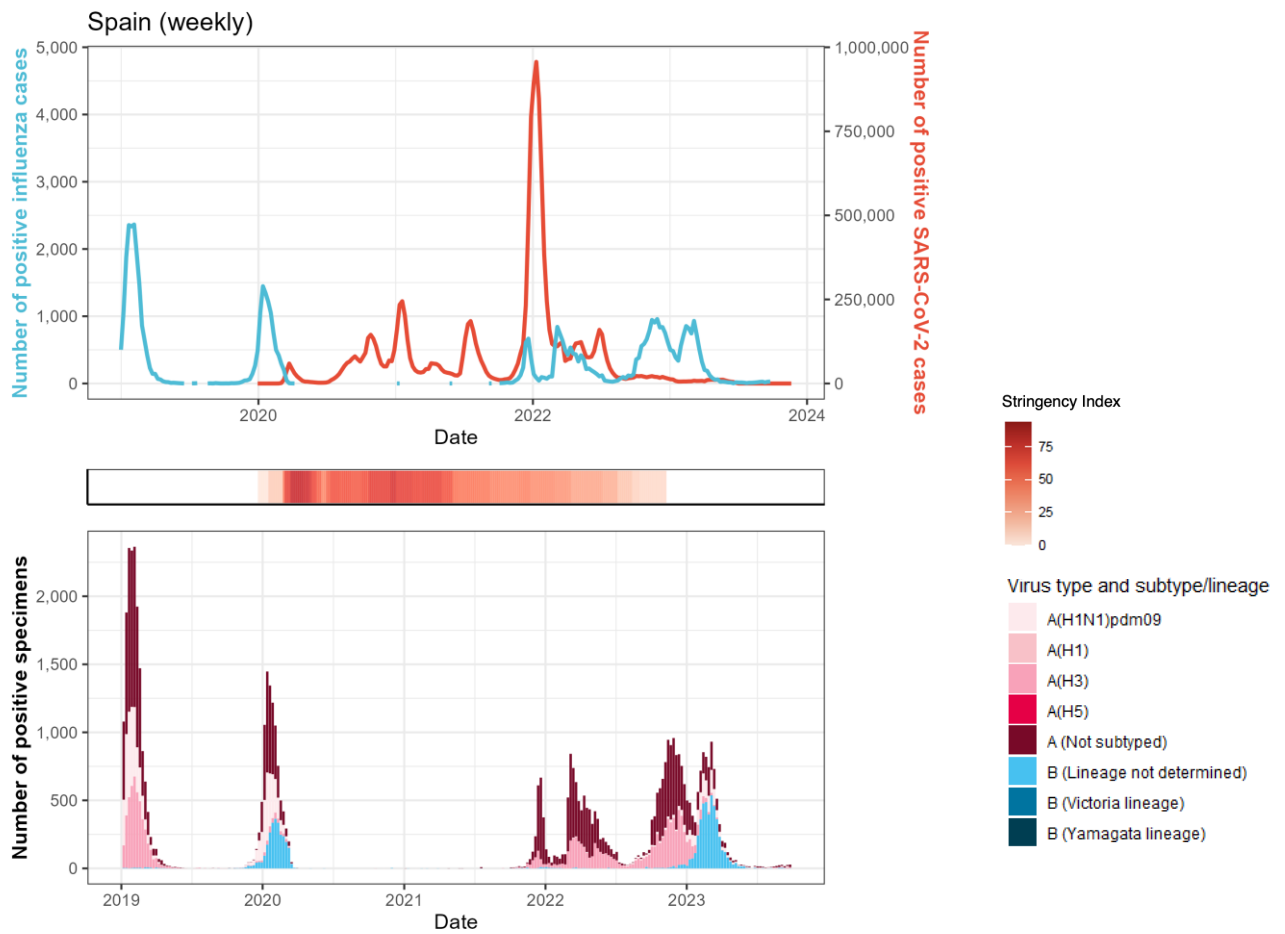 Spain (weekly)
Number of positive influenza cases
5,000
4,000
3,000
2,000
1,000
0
1,000,000
750,000
500,000
250,000
0
Number of positive SARS-CoV-2 cases
2020
2022
2024
Date
Stringency Index
75
50
25
0
Number of positive specimens
2,000
1,500
1,000
500
0
2019
2020
2021
2022
2023
Date
Virus type and subtype/lineage
A(H1N1)pdm09
A(H1)
A(H3)
A(H5)
A (Not subtyped)
B (Lineage not determined)
B (Victoria lineage)
B (Yamagata lineage)